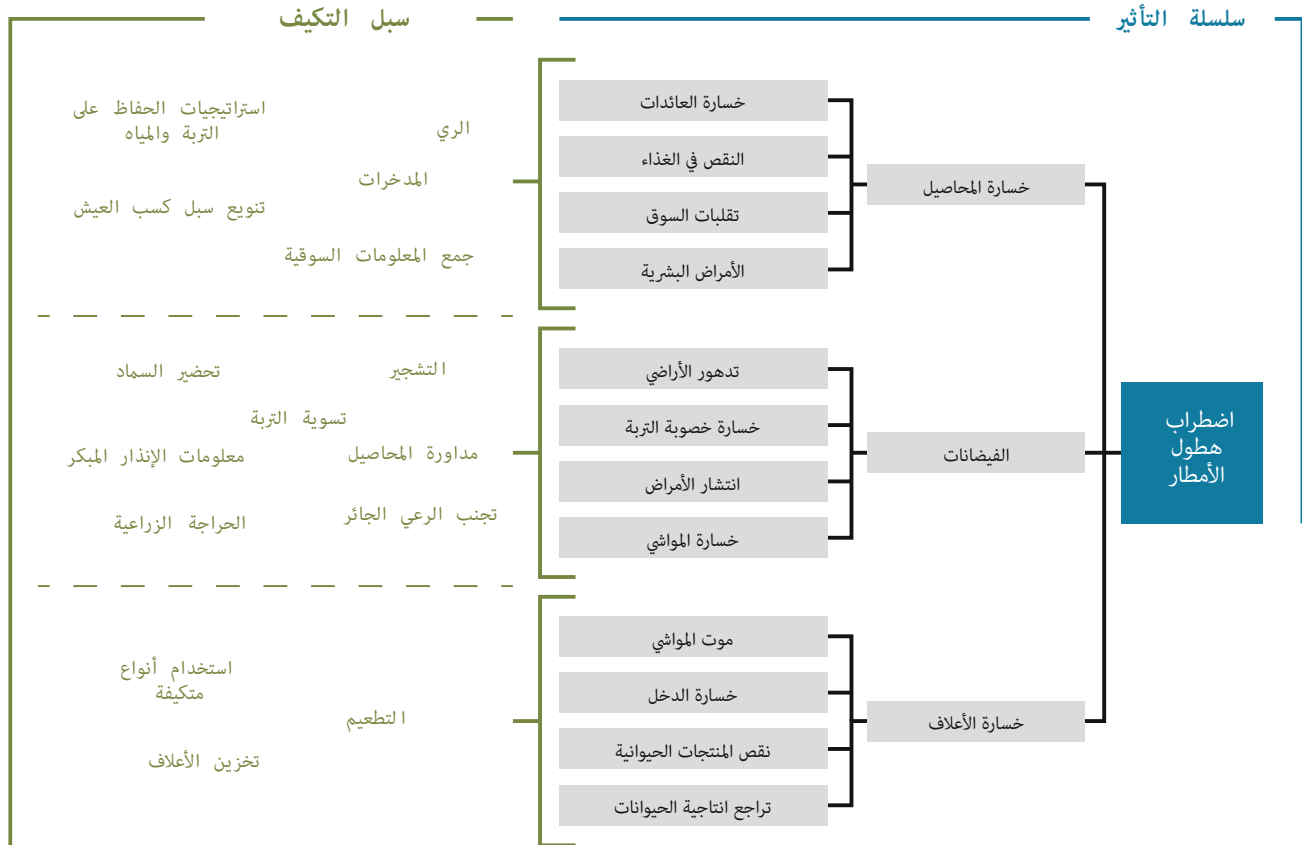 سلسلة التأثير
سبل التكيف
اضطراب
هطول
الأمطار
خسارة المحاصيل
خسارة العائدات
النقص في الغذاء
تقلبات السوق
الأمراض البشرية
استراتيجيات الحفاظ على
التربة والمياه
الري
المدخرات
تنويع سبل كسب العيش
جمع المعلومات السوقية
الفيضانات
تدهور الأراضي
خسارة خصوبة التربة
انتشار الأمراض
خسارة المواشي
التشجير
تحضير السماد
تسوية التربة
مداورة المحاصيل
معلومات الإنذار المبكر
تجنب الرعي الجائر
الحراجة الزراعية
خسارة الأعلاف
موت المواشي
خسارة الدخل
نقص المنتجات الحيوانية
تراجع انتاجية الحيوانات
استخدام أنواع
متكيفة
التطعيم
تخزين الأعلاف